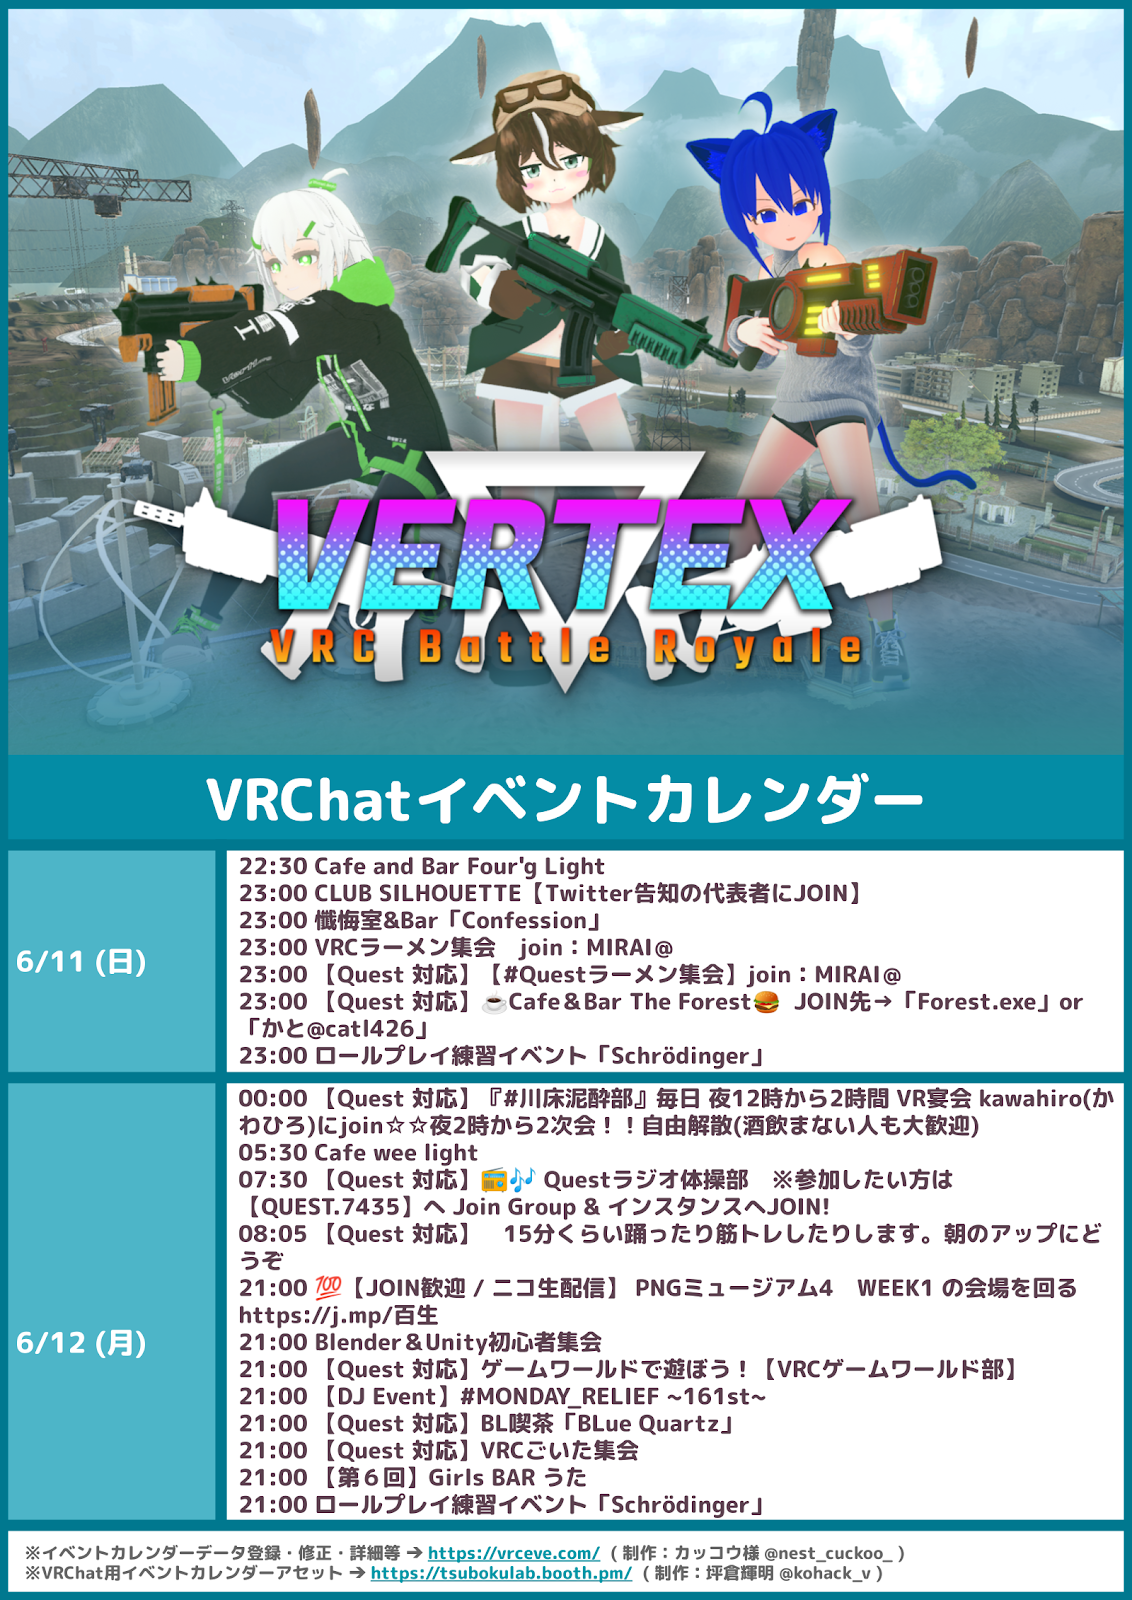 VERTEX
VRC Battle Royale
VRChatイベントカレンダー
6/11 (日)
22:30 Cafe and Bar Four'g Light
23:00 CLUB SILHOUETTE【Twitter告知の代表者にJOIN】
23:00 懺悔室&Bar「Confession」
23:00 VRCラーメン集会　join：MIRAI@
23:00 【Quest 対応】【#Questラーメン集会】join：MIRAI@
23:00 【Quest 対応】☕Cafe＆Bar The Forest🍔 JOIN先→「Forest.exe」or
「かと@catl426」
23:00 ロールプレイ練習イベント「Schrödinger」
6/12 (月)
00:00 【Quest 対応】『#川床泥酔部』毎日 夜12時から2時間 VR宴会 kawahiro(か
わひろ)にjoin☆☆夜2時から2次会！！自由解散(酒飲まない人も大歓迎)
05:30 Cafe wee light
07:30 【Quest 対応】📻🎶 Questラジオ体操部　※参加したい方は
【QUEST.7435】へ Join Group & インスタンスへJOIN!
08:05 【Quest 対応】　15分くらい踊ったり筋トレしたりします。朝のアップにど
うぞ
21:00 💯【JOIN歓迎 / ニコ生配信】 PNGミュージアム4　WEEK1 の会場を回る
https://j.mp/百生
21:00 Blender＆Unity初心者集会
21:00 【Quest 対応】ゲームワールドで遊ぼう！【VRCゲームワールド部】
21:00 【DJ Event】#MONDAY_RELIEF ~161st~
21:00 【Quest 対応】BL喫茶「BLue Quartz」
21:00 【Quest 対応】VRCごいた集会
21:00 【第６回】Girls BAR うた
21:00 ロールプレイ練習イベント「Schrödinger」
※イベントカレンダーデータ登録・修正・詳細等 → https://vrceve.com/ ( 制作：カッコウ様 @nest_cuckoo_ )
※VRChat用イベントカレンダーアセット → https://tsubokulab.booth.pm/ ( 制作：坪倉輝明 @kohack_v )